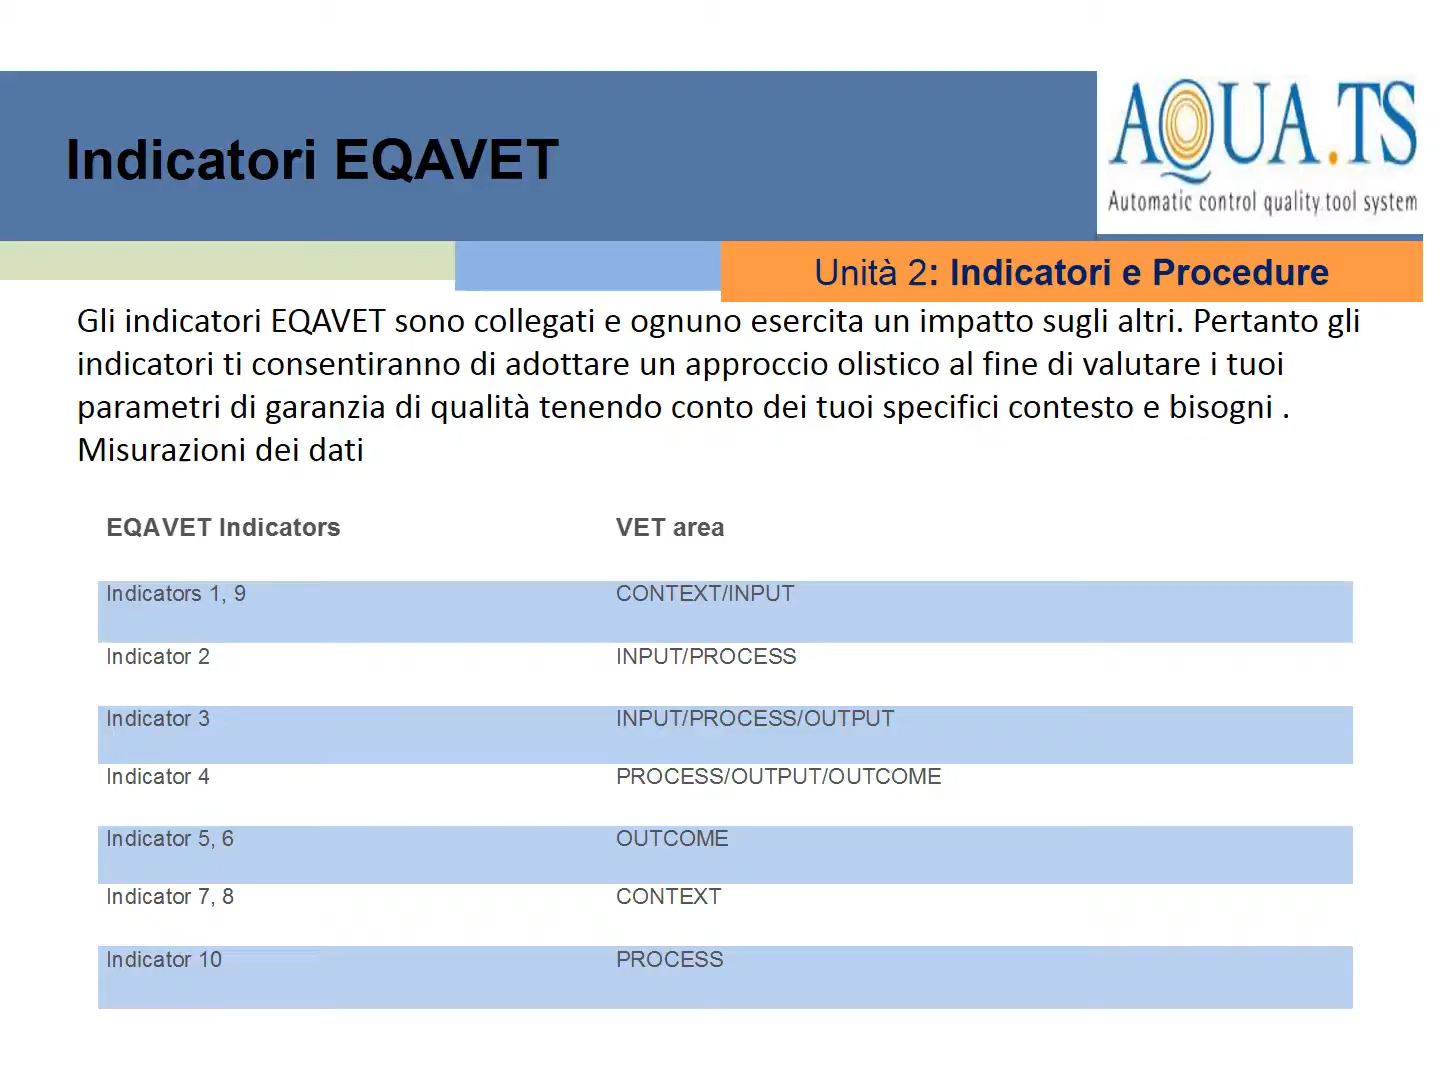 Indicatori EQAVET
AQUA.TS
Automatic control quality tool system
Unità 2: Indicatori e Procedure
Gli indicatori EQAVET sono collegati e ognuno esercita un impatto sugli altri. Pertanto gli
indicatori ti consentiranno di adottare un approccio olistico al fine di valutare i tuoi
parametri di garanzia di qualità tenendo conto dei tuoi specifici contesto e bisogni .
Misurazioni dei dati
EQAVET Indicators VET area
Indicators 1, 9 CONTEXT/INPUT
Indicator 2 INPUT/PROCESS
Indicator 3 INPUT/PROCESS/OUTPUT
Indicator 4 PROCESS/OUTPUT/OUTCOME
Indicator 5, 6 OUTCOME
Indicator 7, 8 CONTEXT
Indicator 10 PROCESS